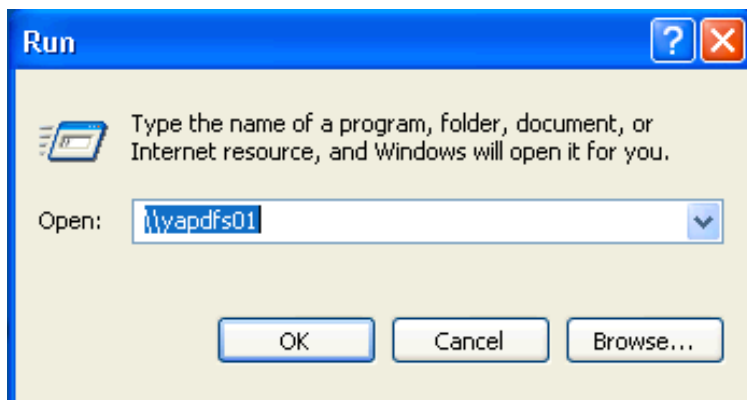 Run
Type the name of a program, folder, document, or
Internet resource, and Windows will open it for you.
Open: \\yapdfs01
OK Cancel Browse...